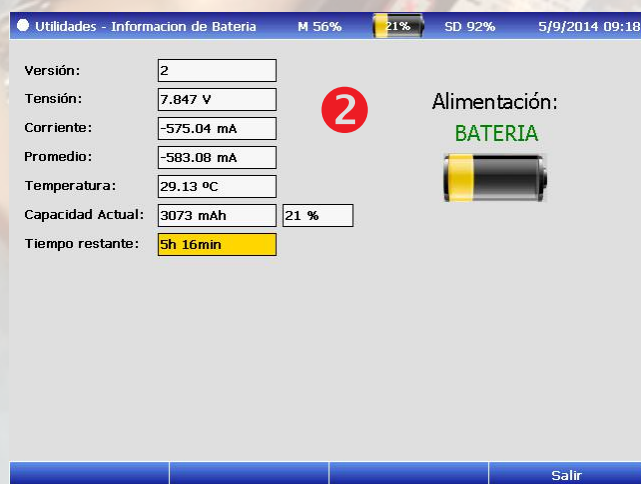 Utilidades - Informacion de Bateria M 56% 21% SD 92% 5/9/2014 09:18
Versión: 2
Tensión: 7.847 V
Corriente: -575.04 mA
Promedio: -583.08 mA
Temperatura: 29.13 ºC
Capacidad Actual: 3073 mAh 21 %
Tiempo restante: 5h 16min
2
Alimentación:
BATERIA
Salir